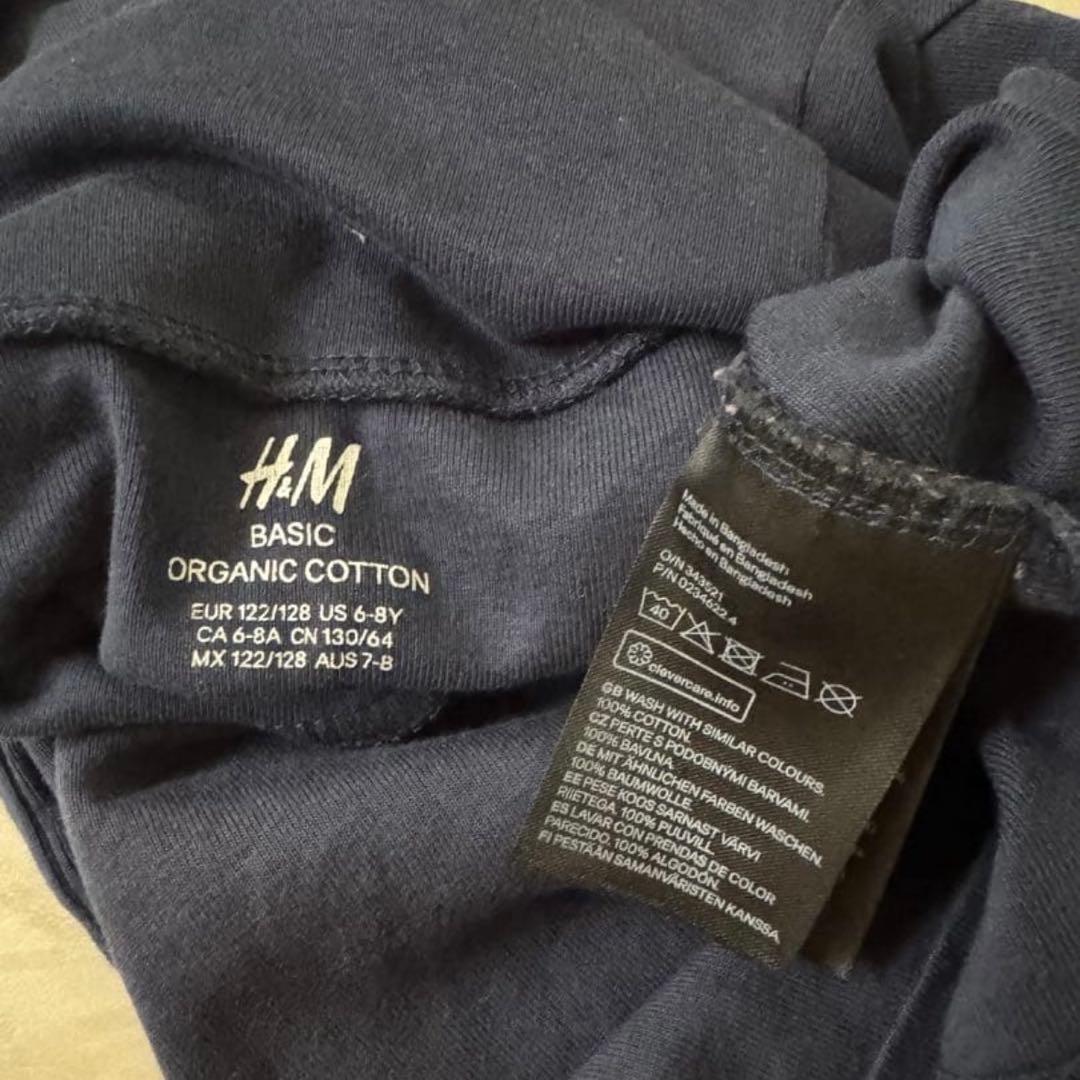 H&M
BASIC
ORGANIC COTTON
EUR 122/128 US 6-8Y
CA 6-8A CN 130/64
MX 122/128 AUS 7-8
Made in Bangladesh
Fabriqué en Bangladesh
Hecho en Bangladesh
O/N 343921
P/N 0234622.4
40
clevercare.info
GB WASH WITH SIMILAR COLOURS.
100% COTTON.
CZ PERTE S PODOBNÝMI BARVAMI.
100% BAVLNA.
DE MIT ÄHNLICHEN FARBEN WASCHEN.
100% BAUMWOLLE.
EE PESE KOOS SARNAST VÄRVI
RIIETEGA. 100% PUUVILL.
ES LAVAR CON PRENDAS DE COLOR
PARECIDO. 100% ALGODÓN.
FI PESTÄÄN SAMANVÄRISTEN KANSSA.